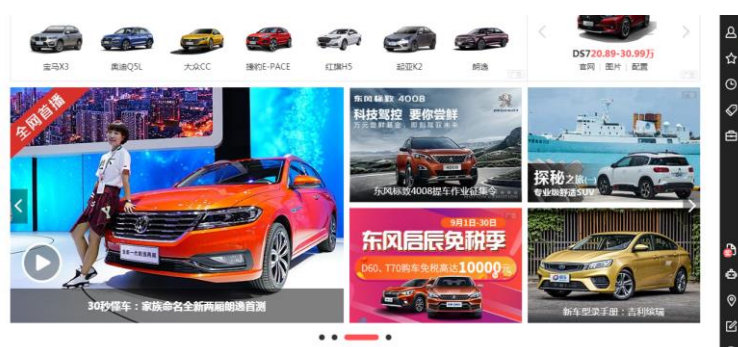 宝马X3
奥迪Q5L
大众CC
捷豹E-PACE
红旗H5
起亚K2
朗逸
DS720.89-30.99万
官网 | 图片 | 配置
全网首播
30秒懂车：家族命名全新两厢朗逸首测
东风标致 4008
科技驾控 要你尝鲜
东风标致4008提车作业征集令
探秘之旅(一)
专业级舒适SUV
9月1日-30日
东风启辰免税季
D60、T70购车免税高达10000元
新车型录手册：吉利缤瑞